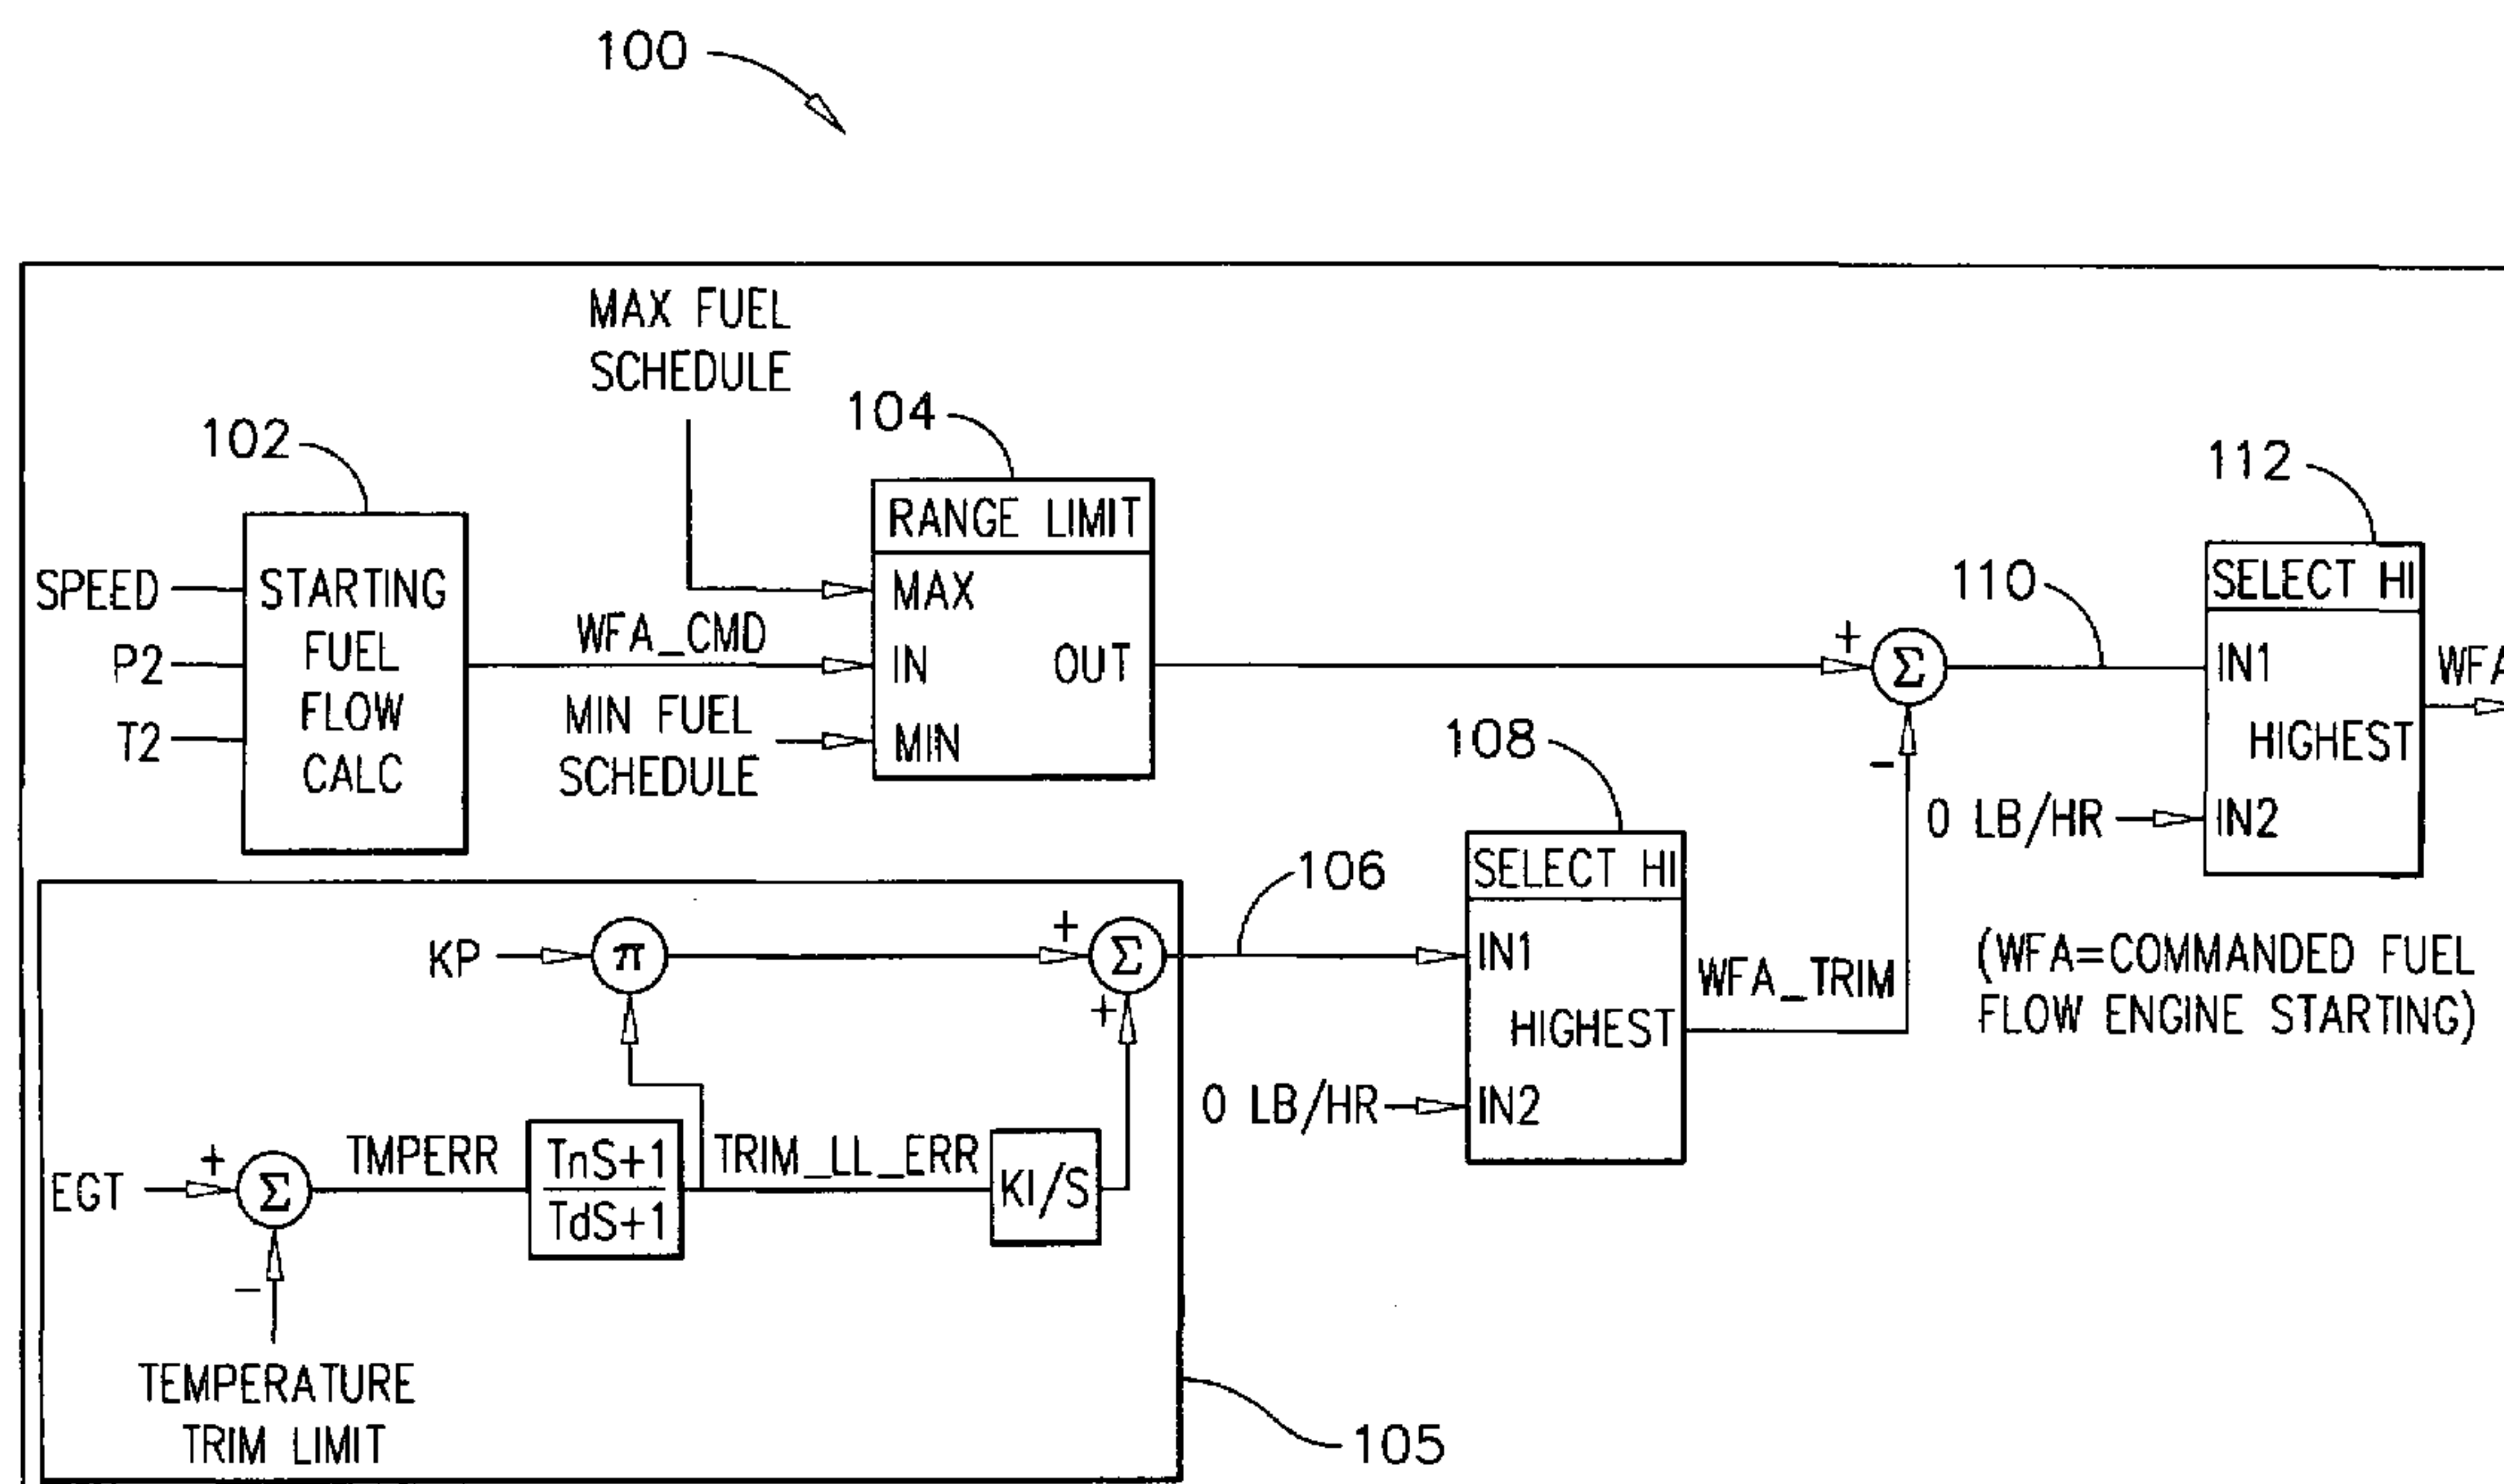 100
MAX FUEL
SCHEDULE
102
104
112
RANGE LIMIT
SELECT HI
SPEED
P2
T2
STARTING
FUEL
FLOW
CALC
WFA_CMD
MIN FUEL
SCHEDULE
MAX
IN
OUT
MIN
+
Σ
-
110
IN1
HIGHEST
IN2
WFA
0 LB/HR
108
SELECT HI
106
KP
π
+
Σ
+
IN1
HIGHEST
IN2
WFA_TRIM
0 LB/HR
(WFA=COMMANDED FUEL
FLOW ENGINE STARTING)
EGT
+
Σ
-
TMPERR
TnS+1
TdS+1
TRIM_LL_ERR
KI/S
TEMPERATURE
TRIM LIMIT
105